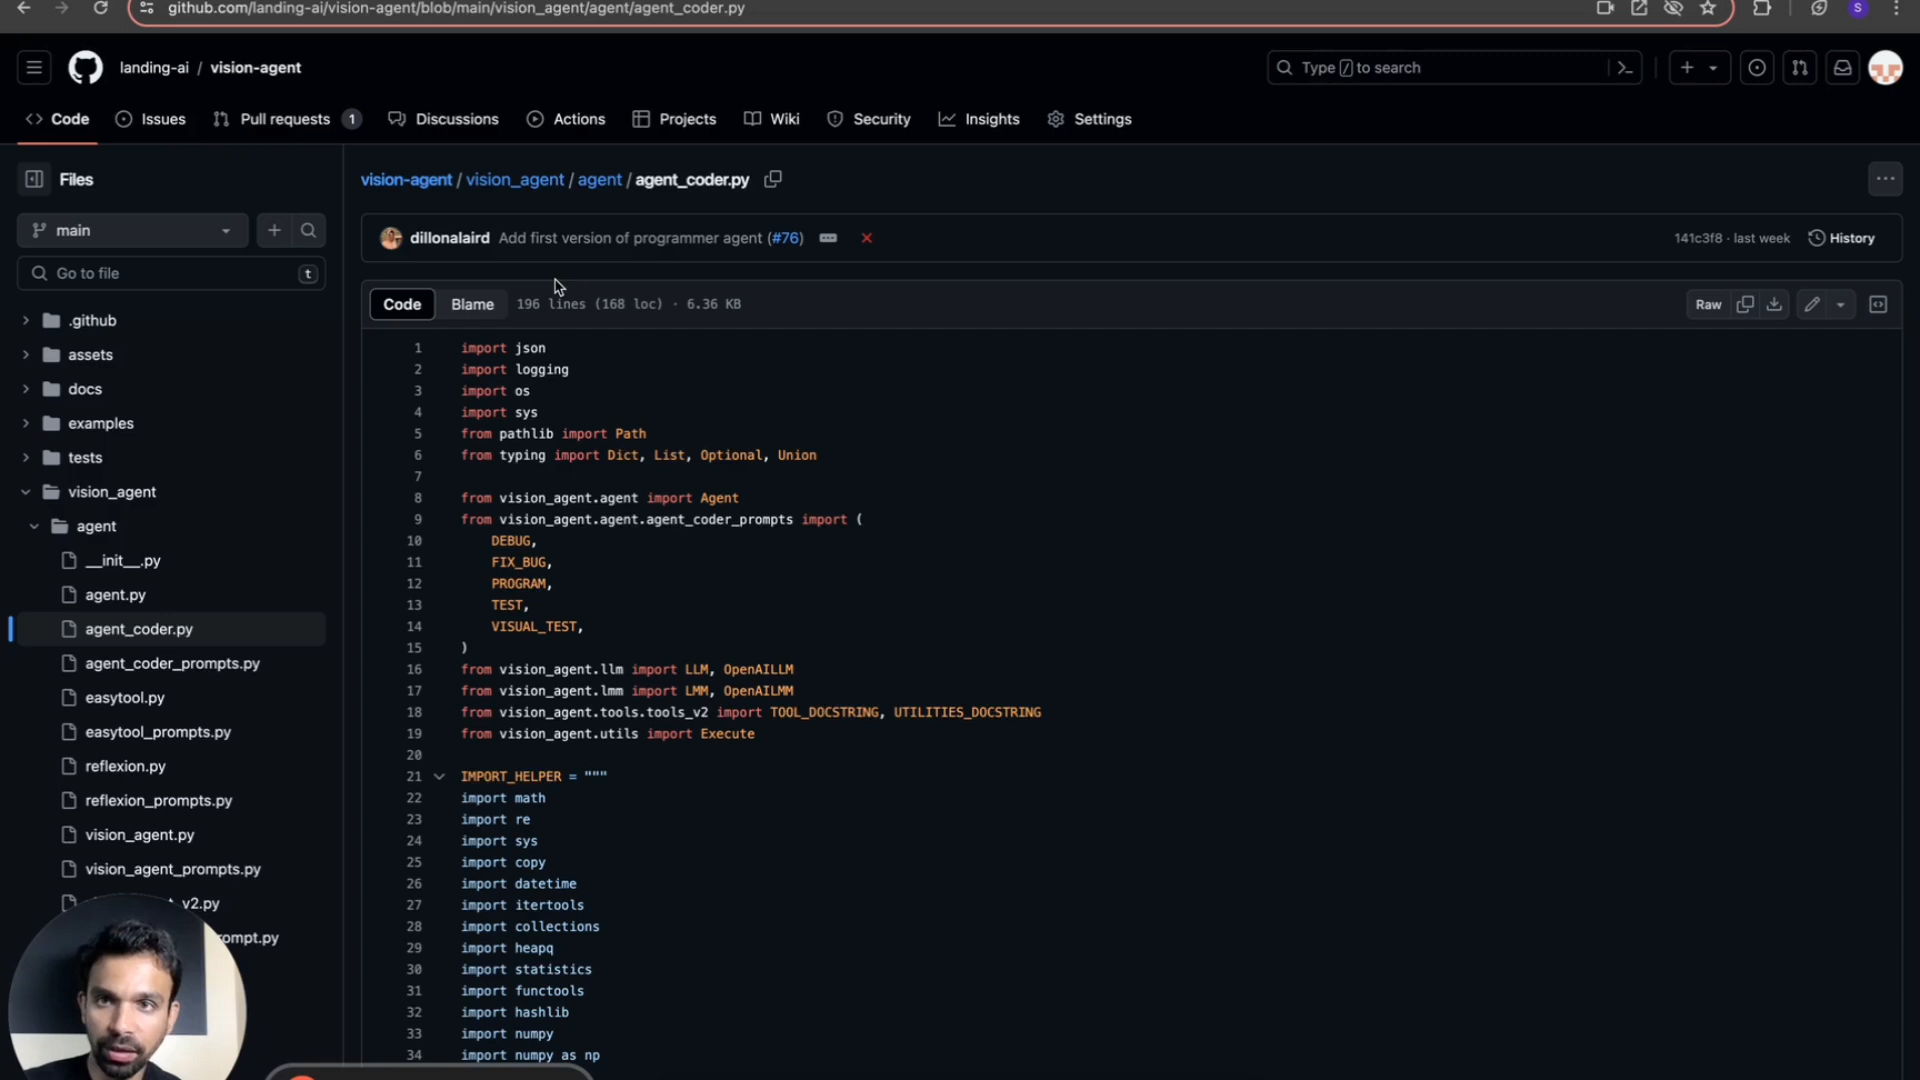 github.com/landing-ai/vision-agent/blob/main/vision_agent/agent/agent_coder.py
S
landing-ai / vision-agent
Type / to search
Code
Issues
Pull requests 1
Discussions
Actions
Projects
Wiki
Security
Insights
Settings
Files
main
Go to file t
.github
assets
docs
examples
tests
vision_agent
agent
__init__.py
agent.py
agent_coder.py
agent_coder_prompts.py
easytool.py
easytool_prompts.py
reflexion.py
reflexion_prompts.py
vision_agent.py
vision_agent_prompts.py
_v2.py
rompt.py
vision-agent / vision_agent / agent / agent_coder.py
dillonalaird Add first version of programmer agent (#76)
141c3f8 · last week History
Code Blame 196 lines (168 loc) · 6.36 KB
Raw
1 import json
2 import logging
3 import os
4 import sys
5 from pathlib import Path
6 from typing import Dict, List, Optional, Union
7
8 from vision_agent.agent import Agent
9 from vision_agent.agent.agent_coder_prompts import (
10 DEBUG,
11 FIX_BUG,
12 PROGRAM,
13 TEST,
14 VISUAL_TEST,
15 )
16 from vision_agent.llm import LLM, OpenAILLM
17 from vision_agent.lmm import LMM, OpenAILMM
18 from vision_agent.tools.tools_v2 import TOOL_DOCSTRING, UTILITIES_DOCSTRING
19 from vision_agent.utils import Execute
20
21 IMPORT_HELPER = """
22 import math
23 import re
24 import sys
25 import copy
26 import datetime
27 import itertools
28 import collections
29 import heapq
30 import statistics
31 import functools
32 import hashlib
33 import numpy
34 import numpy as np